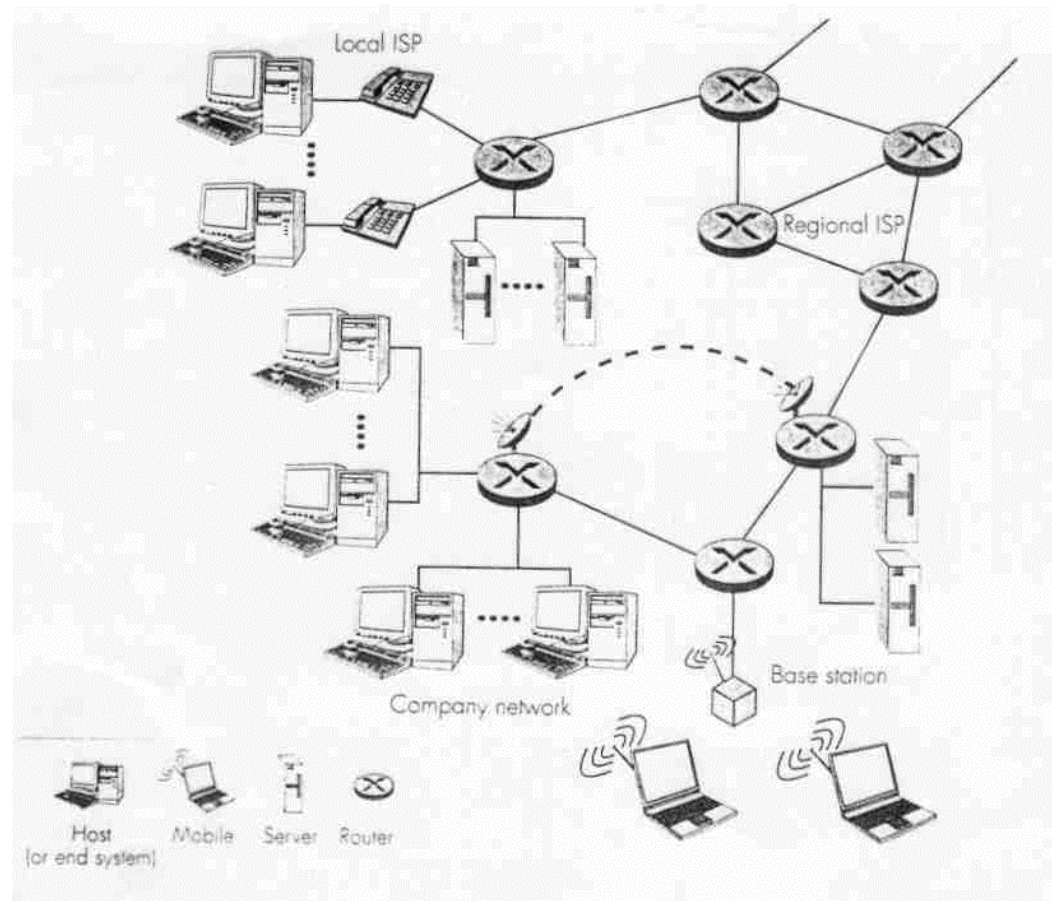 Local ISP
Regional ISP
Base station
Company network
Host
(or end system)
Mobile
Server
Router